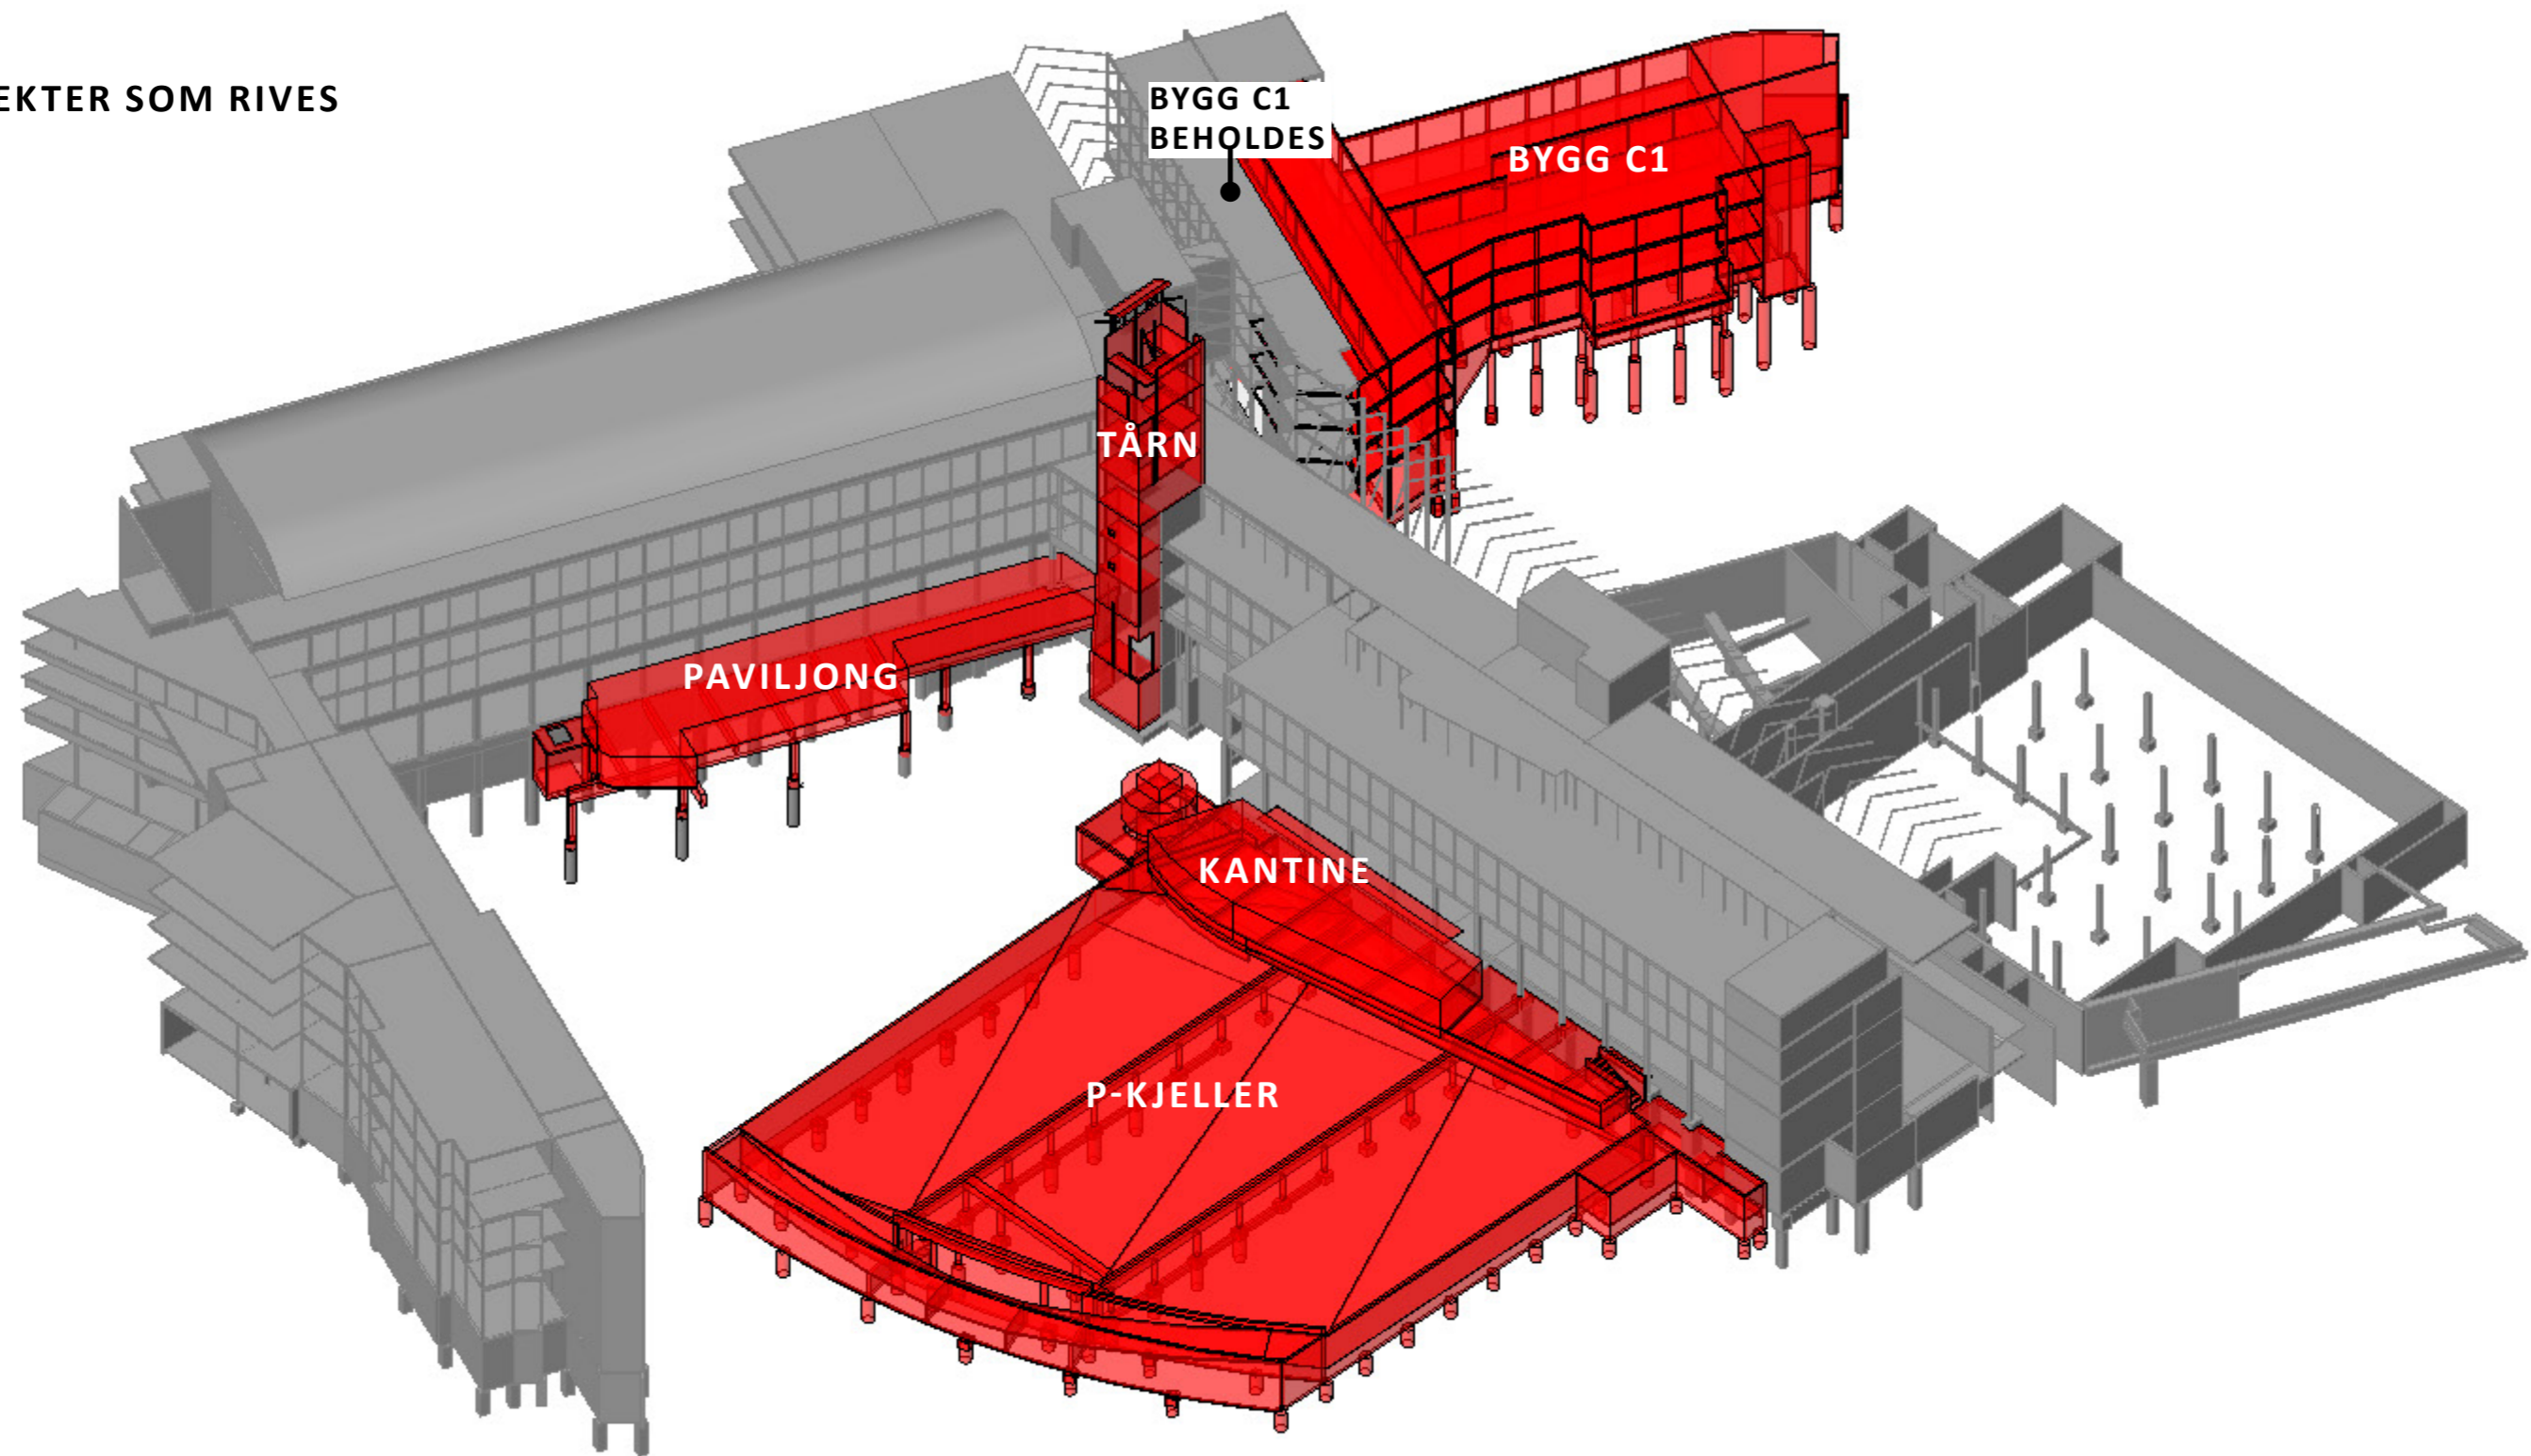 EKTER SOM RIVES
BYGG C1
BEHOLDES
BYGG C1
TÅRN
PAVILJONG
KANTINE
P-KJELLER